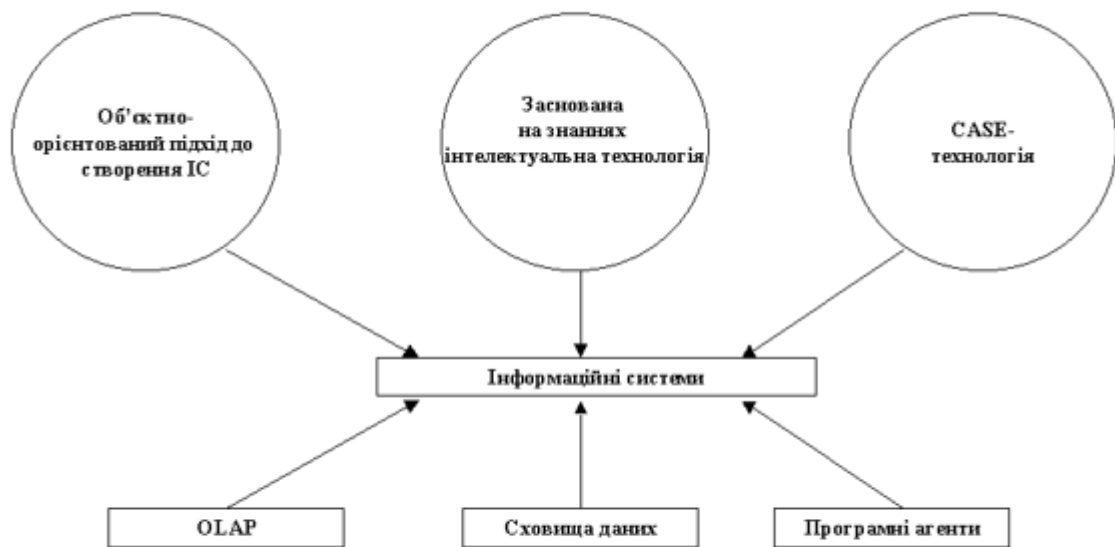 Об'єктно-
орієнтований підхід до
створення ІС
Заснована
на знаннях
інтелектуальна технологія
CASE-
технологія
Інформаційні системи
OLAP
Сховища даних
Програмні агенти